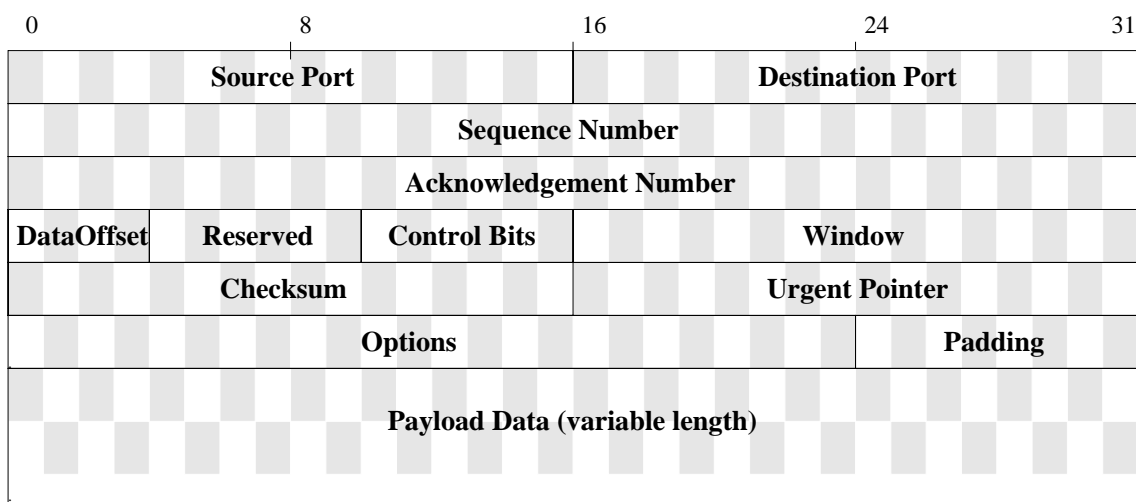 0 8 16 24 31
Source Port Destination Port
Sequence Number
Acknowledgement Number
DataOffset Reserved Control Bits Window
Checksum Urgent Pointer
Options Padding
Payload Data (variable length)